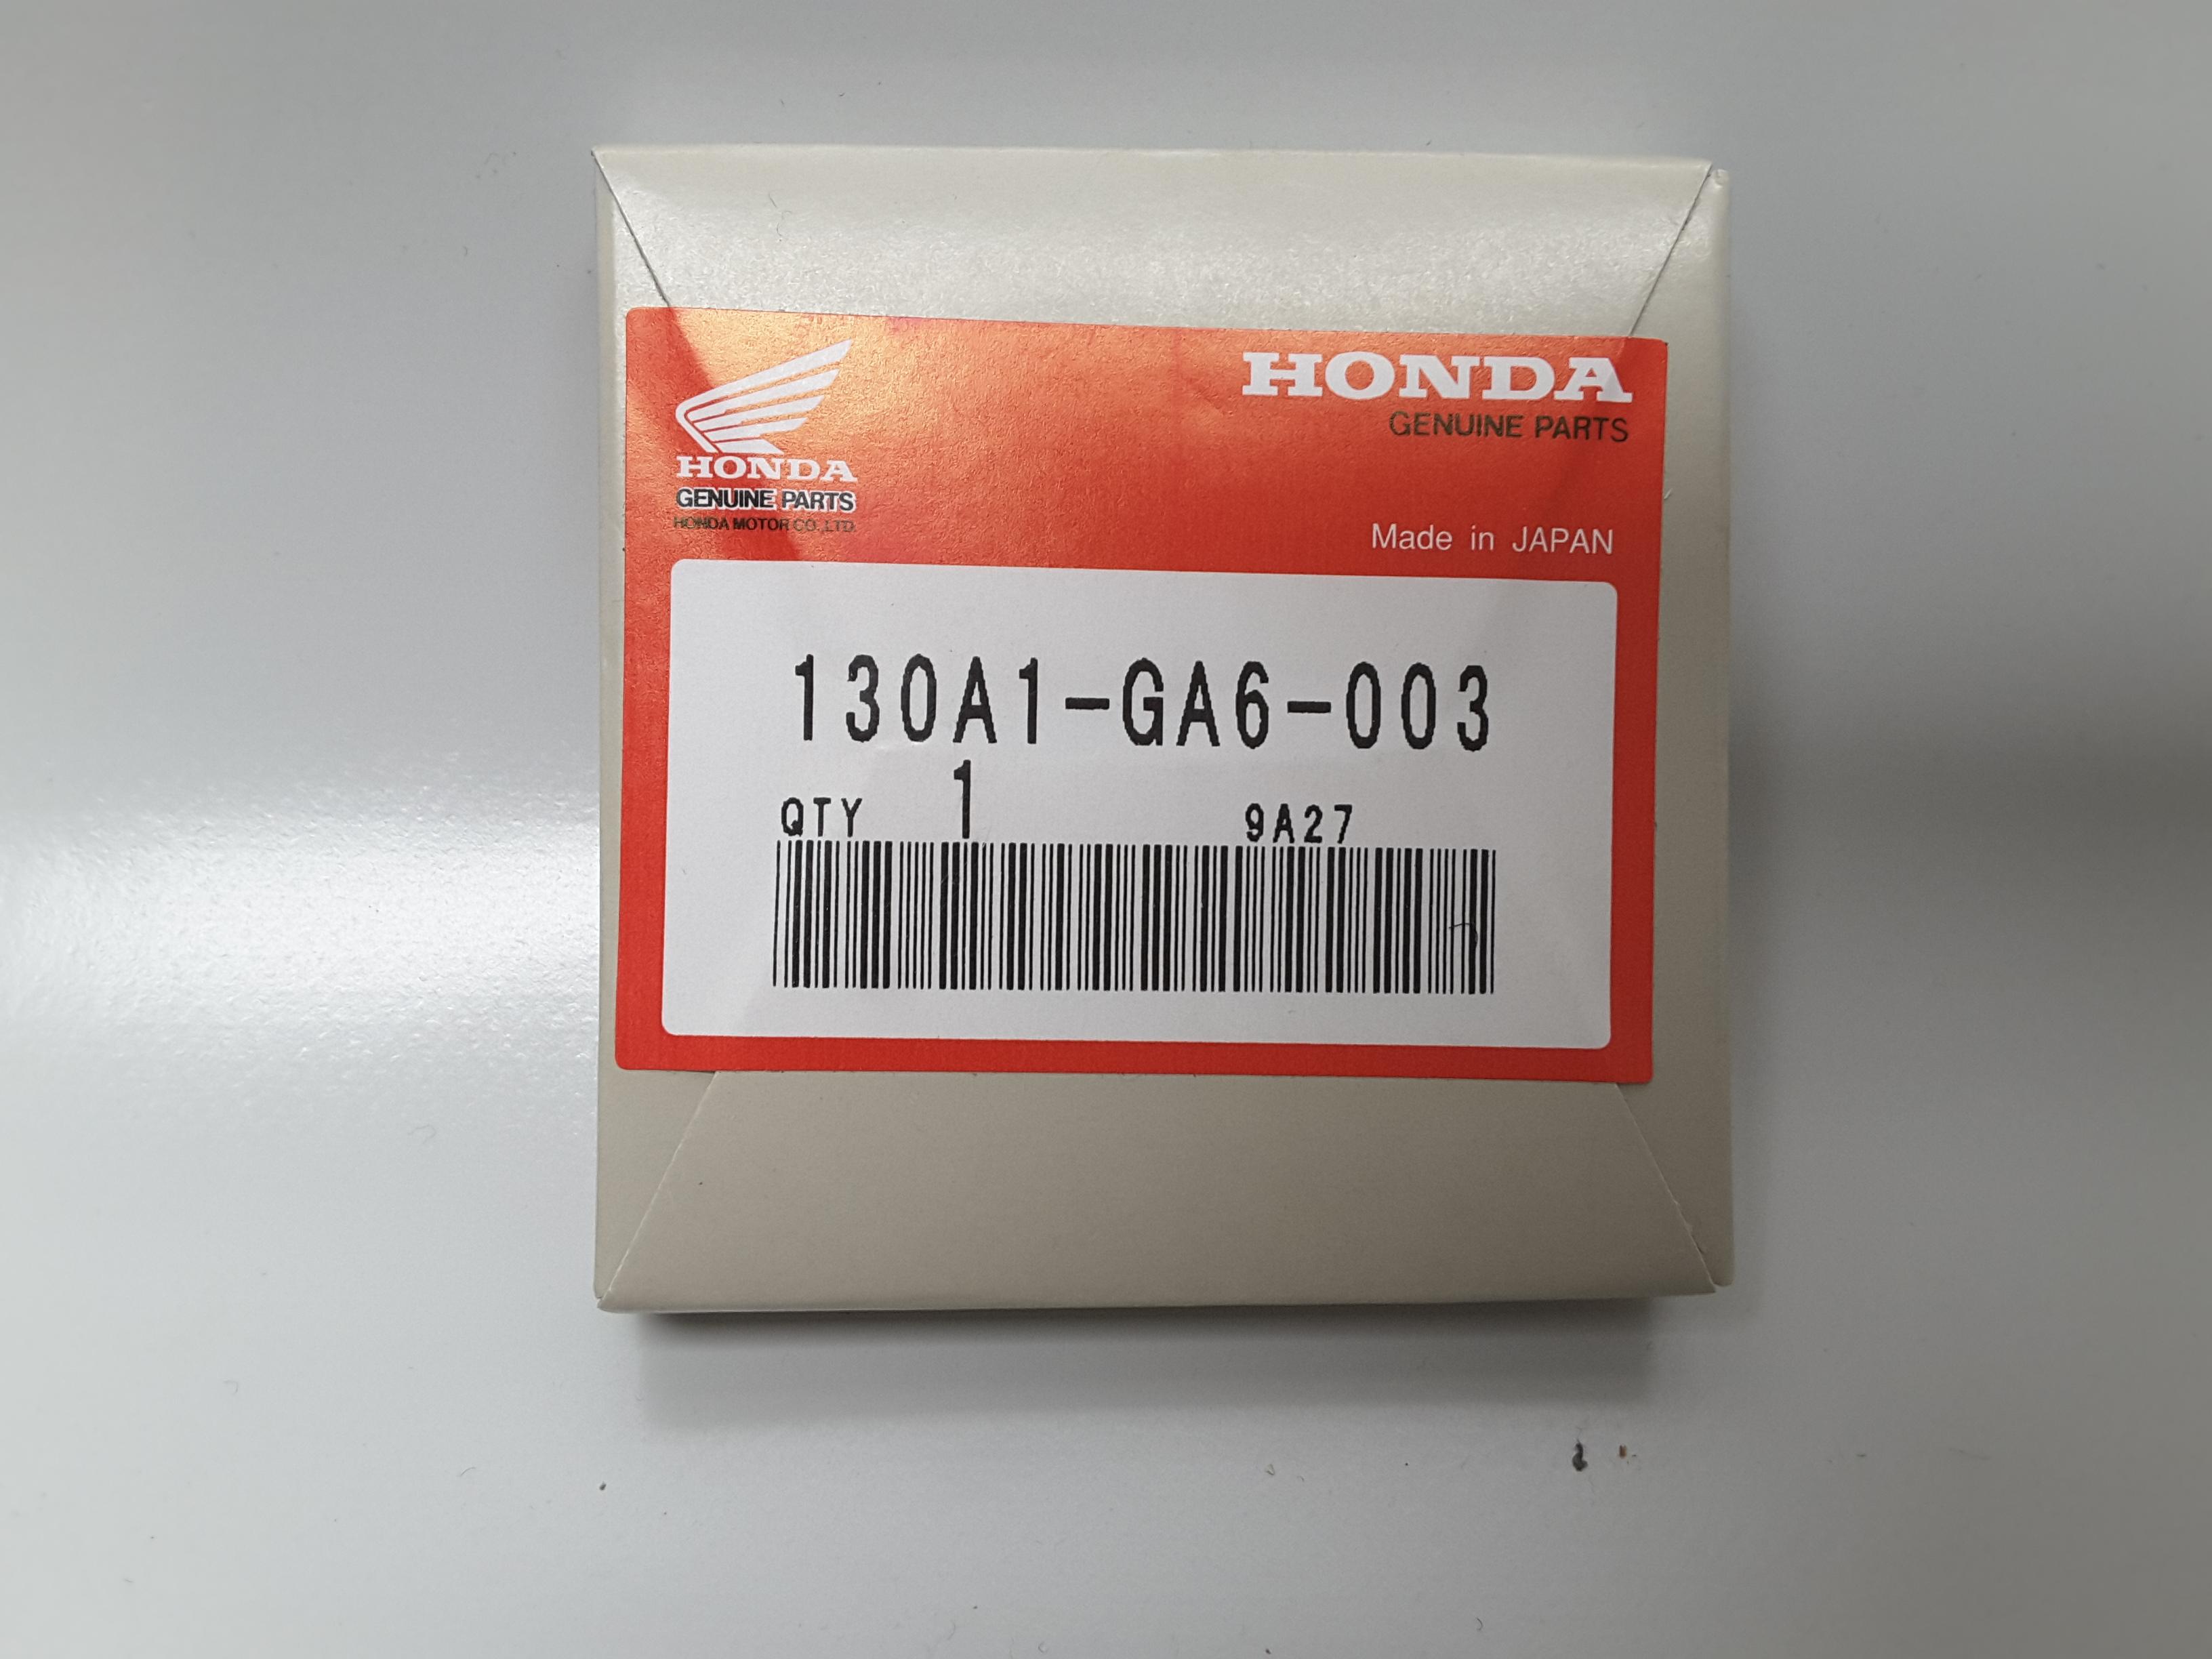 HONDA
GENUINE PARTS
HONDA MOTOR CO.,LTD.
HONDA
GENUINE PARTS
Made in JAPAN
130A1-GA6-003
QTY 1 9A27